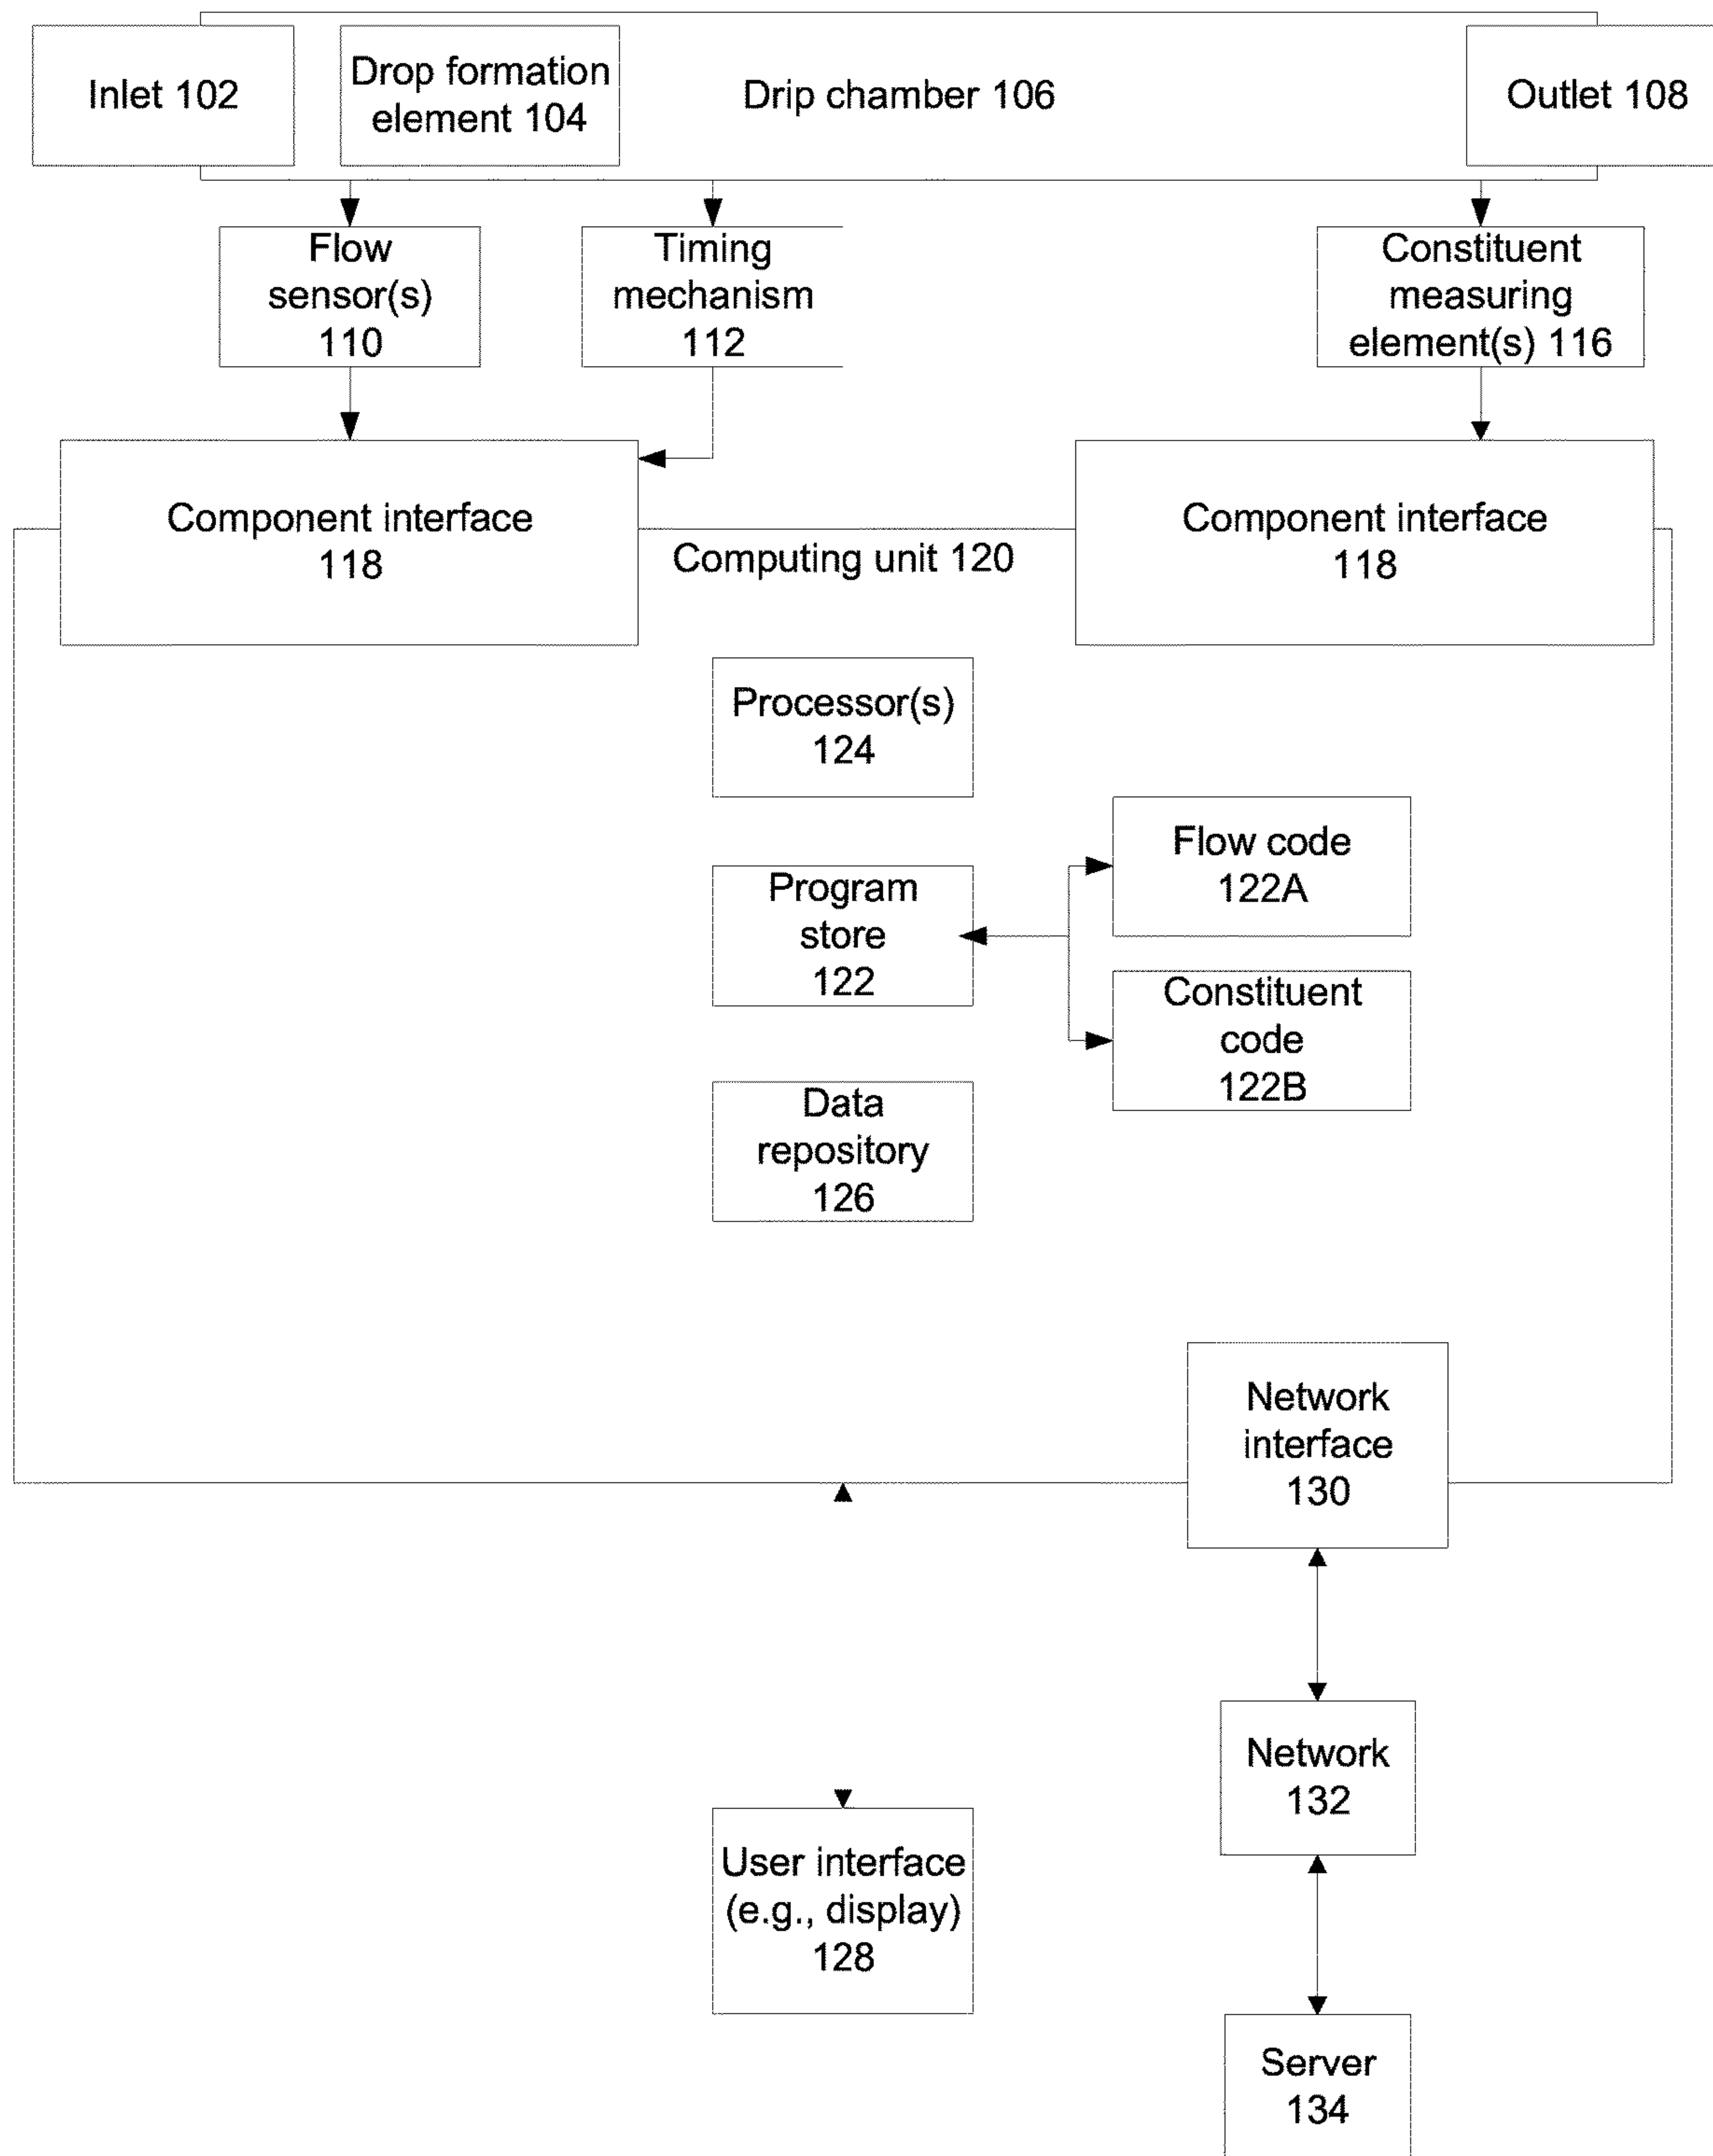 Inlet 102
Drop formation
element 104
Drip chamber 106
Outlet 108
Flow
sensor(s)
110
Timing
mechanism
112
Constituent
measuring
element(s) 116
Component interface
118
Computing unit 120
Component interface
118
Processor(s)
124
Program
store
122
Flow code
122A
Constituent
code
122B
Data
repository
126
Network
interface
130
Network
132
User interface
(e.g., display)
128
Server
134